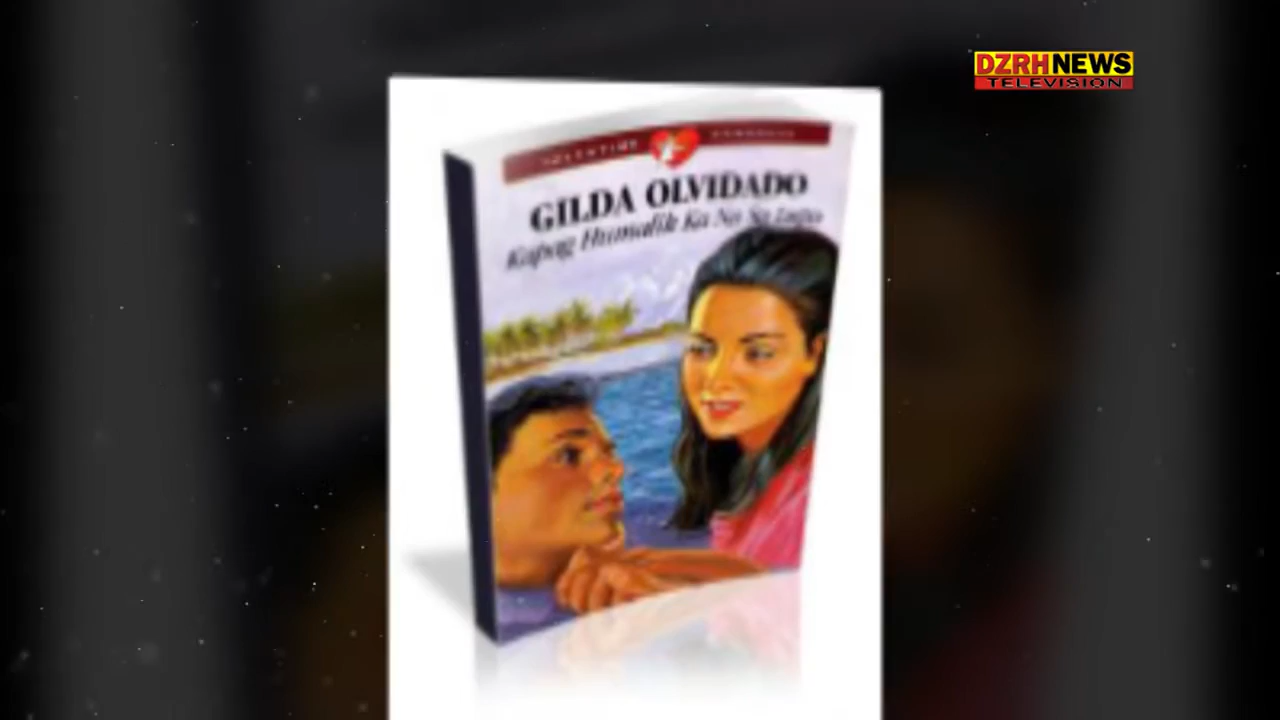 DZRHNEWS
TELEVISION
GILDA OLVIDADO
Kapag Humalik Ka Na Sa Lupa